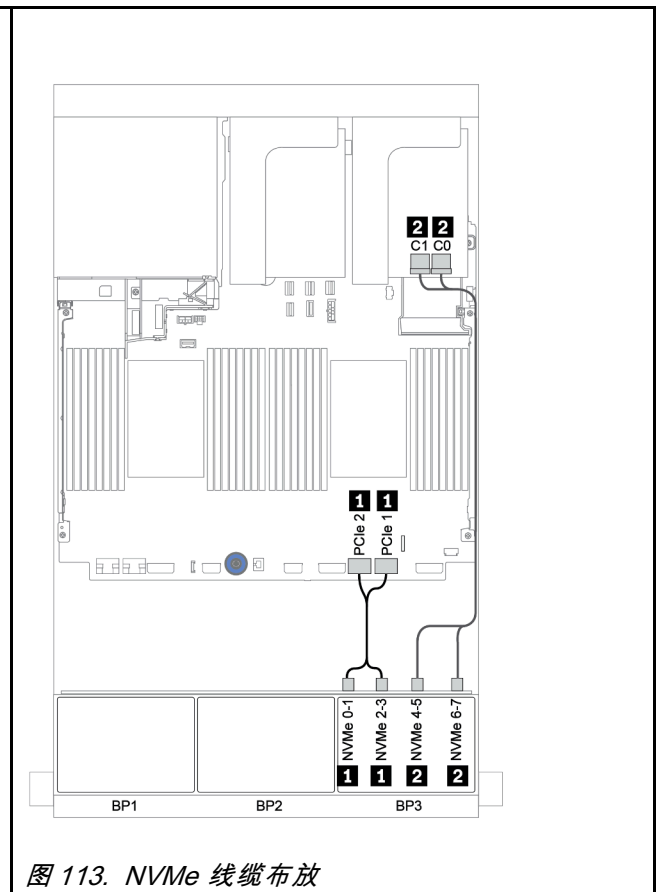 2 2
C1 C0
1 1
PCIe 2 PCIe 1
NVMe 0-1 NVMe 2-3 NVMe 4-5 NVMe 6-7
1 1 2 2
BP1 BP2 BP3
图 113. NVMe 线缆布放